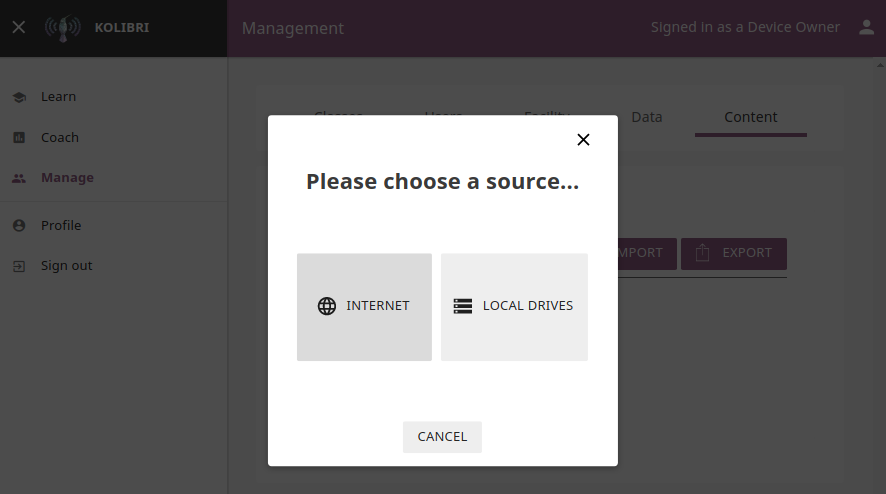 KOLIBRI
Management
Signed in as a Device Owner
Learn
Coach
Manage
Profile
Sign out
Classes Users Facility Data Content
Please choose a source...
INTERNET
LOCAL DRIVES
MPORT
EXPORT
CANCEL